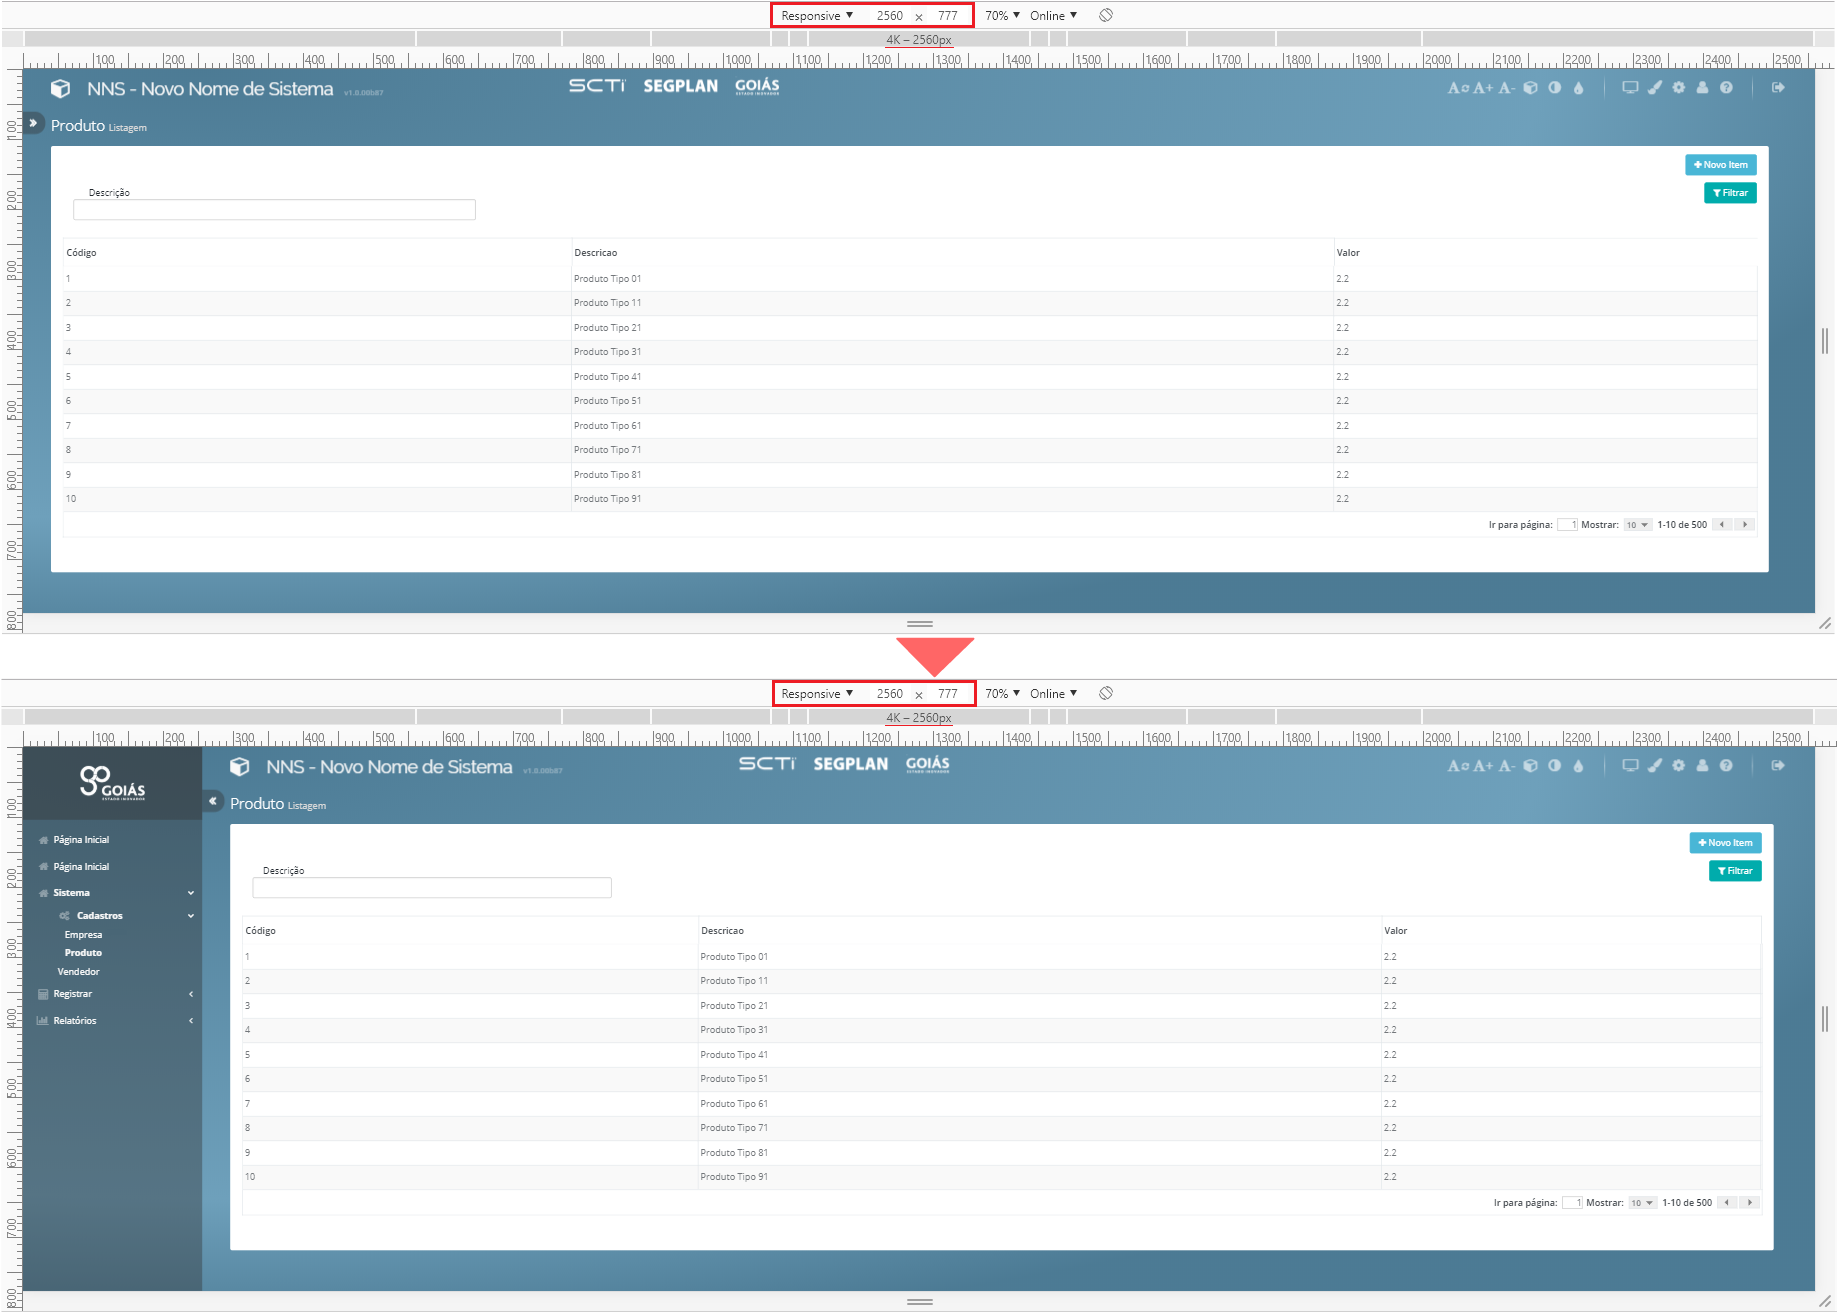 Responsive ▼ 2560 × 777 70% ▼ Online ▼
4K – 2560px
100 200 300 400 500 600 700 800 900 1000 1100 1200 1300 1400 1500 1600 1700 1800 1900 2000 2100 2200 2300 2400 2500
NNS - Novo Nome de Sistema v1.0.00b87 SCTi SEGPLAN GOIÁS A A+ A-
ESTADO INOVADOR
Produto Listagem
Novo Item
Descrição
Filtrar
Código Descricao Valor
1 Produto Tipo 01 2.2
2 Produto Tipo 11 2.2
3 Produto Tipo 21 2.2
4 Produto Tipo 31 2.2
5 Produto Tipo 41 2.2
6 Produto Tipo 51 2.2
7 Produto Tipo 61 2.2
8 Produto Tipo 71 2.2
9 Produto Tipo 81 2.2
10 Produto Tipo 91 2.2
Ir para página: 1 Mostrar: 10 1-10 de 500
100 200 300 400 500 600 700 800
Responsive ▼ 2560 × 777 70% ▼ Online ▼
4K – 2560px
100 200 300 400 500 600 700 800 900 1000 1100 1200 1300 1400 1500 1600 1700 1800 1900 2000 2100 2200 2300 2400 2500
GOIÁS
ESTADO INOVADOR
Página Inicial
Página Inicial
Sistema
Cadastros
Empresa
Produto
Vendedor
Registrar
Relatórios
NNS - Novo Nome de Sistema v1.0.00b87 SCTi SEGPLAN GOIÁS A A+ A-
ESTADO INOVADOR
Produto Listagem
Novo Item
Descrição
Filtrar
Código Descricao Valor
1 Produto Tipo 01 2.2
2 Produto Tipo 11 2.2
3 Produto Tipo 21 2.2
4 Produto Tipo 31 2.2
5 Produto Tipo 41 2.2
6 Produto Tipo 51 2.2
7 Produto Tipo 61 2.2
8 Produto Tipo 71 2.2
9 Produto Tipo 81 2.2
10 Produto Tipo 91 2.2
Ir para página: 1 Mostrar: 10 1-10 de 500
100 200 300 400 500 600 700 800